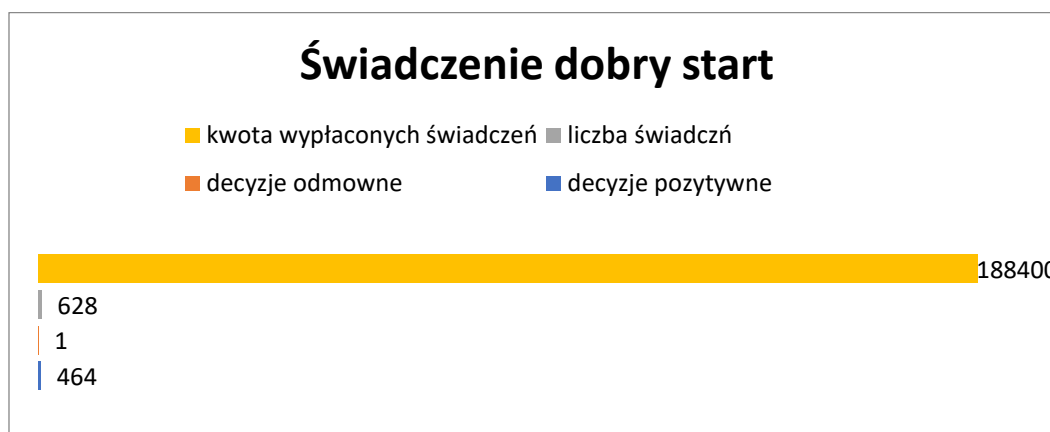 Świadczenie dobry start
kwota wypłaconych świadczeń liczba świadczń
decyzje odmowne decyzje pozytywne
188400
628
1
464